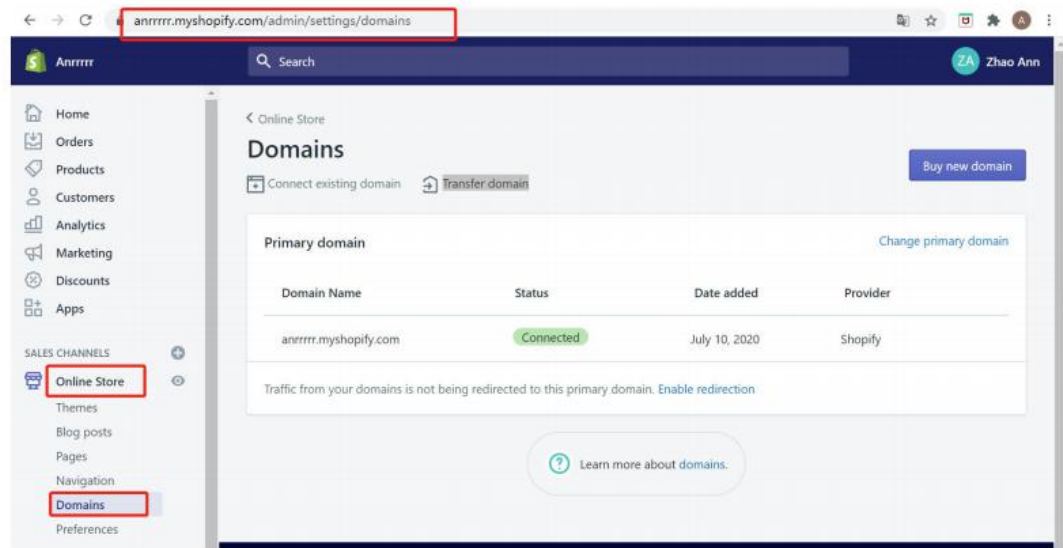 anrrrrr.myshopify.com/admin/settings/domains
A
Anrrrrr
Search
ZA Zhao Ann
Home
Orders
Products
Customers
Analytics
Marketing
Discounts
Apps
SALES CHANNELS
Online Store
Themes
Blog posts
Pages
Navigation
Domains
Preferences
Online Store
Domains
Connect existing domain Transfer domain
Buy new domain
Primary domain Change primary domain
Domain Name Status Date added Provider
anrrrrr.myshopify.com Connected July 10, 2020 Shopify
Traffic from your domains is not being redirected to this primary domain. Enable redirection
? Learn more about domains.